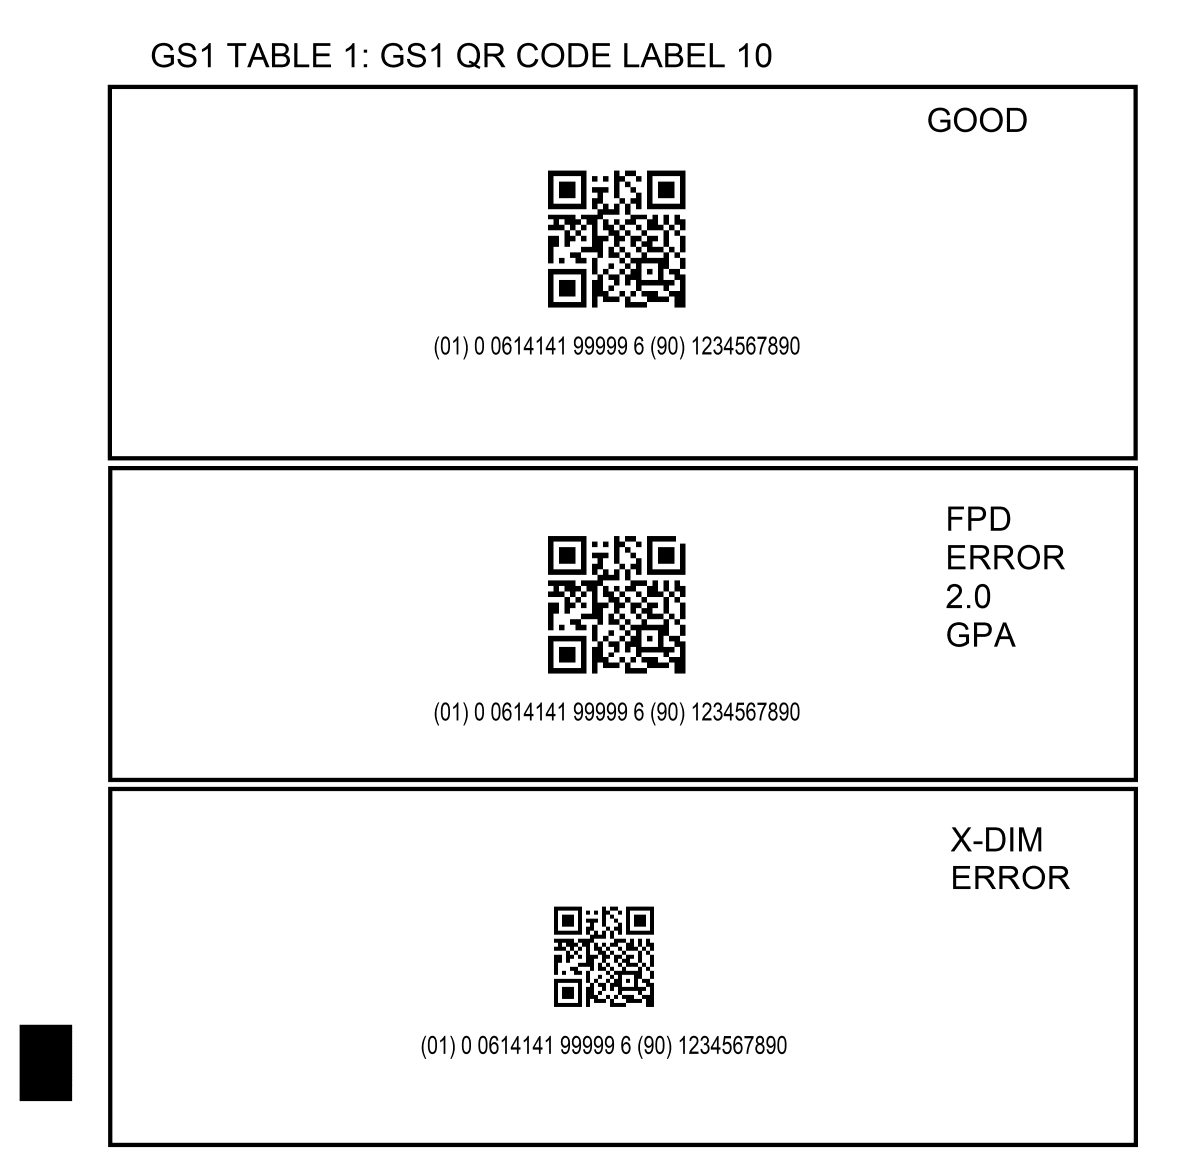 GS1 TABLE 1: GS1 QR CODE LABEL 10
GOOD
(01) 0 0614141 99999 6 (90) 1234567890
FPD
ERROR
2.0
GPA
(01) 0 0614141 99999 6 (90) 1234567890
X-DIM
ERROR
(01) 0 0614141 99999 6 (90) 1234567890